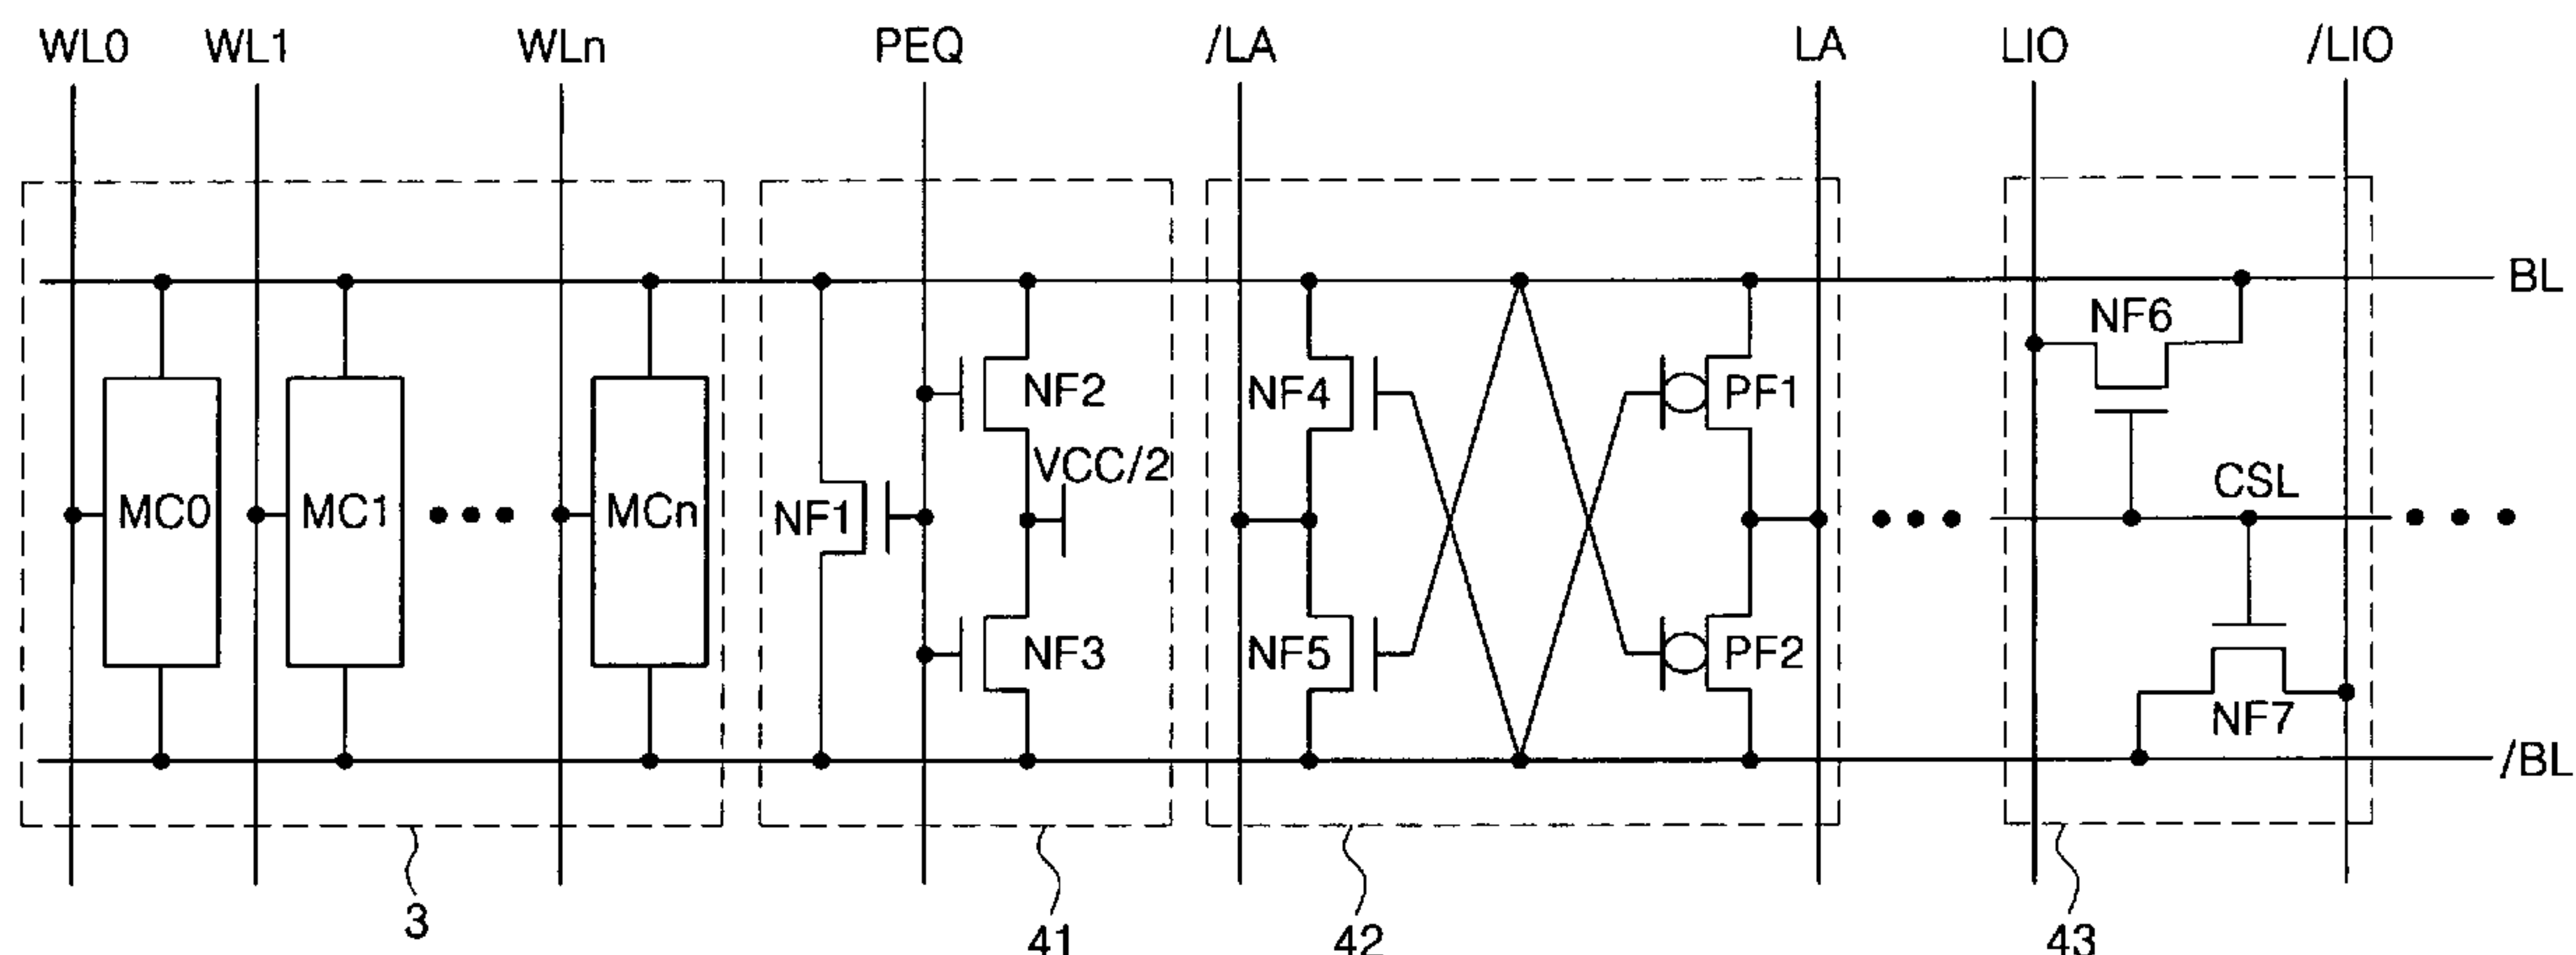 WL0 WL1 WLn PEQ /LA LA LIO /LIO
BL
NF6
NF2 NF4 PF1
VCC/2
CSL
MC0 MC1 MCn NF1
NF3 NF5 PF2
NF7
/BL
3 41 42 43